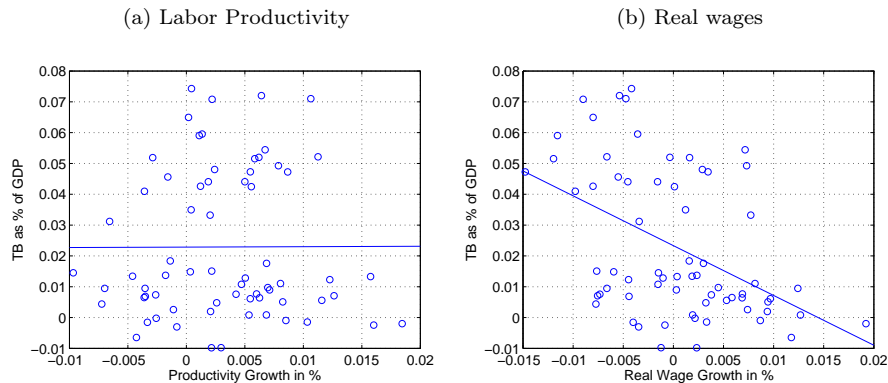 (a) Labor Productivity
(b) Real wages
0.08
0.07
0.06
0.05
0.04
0.03
0.02
0.01
0
−0.01
TB as % of GDP
−0.01 −0.005 0 0.005 0.01 0.015 0.02
Productivity Growth in %
0.08
0.07
0.06
0.05
0.04
0.03
0.02
0.01
0
−0.01
TB as % of GDP
−0.015 −0.01 −0.005 0 0.005 0.01 0.015 0.02
Real Wage Growth in %